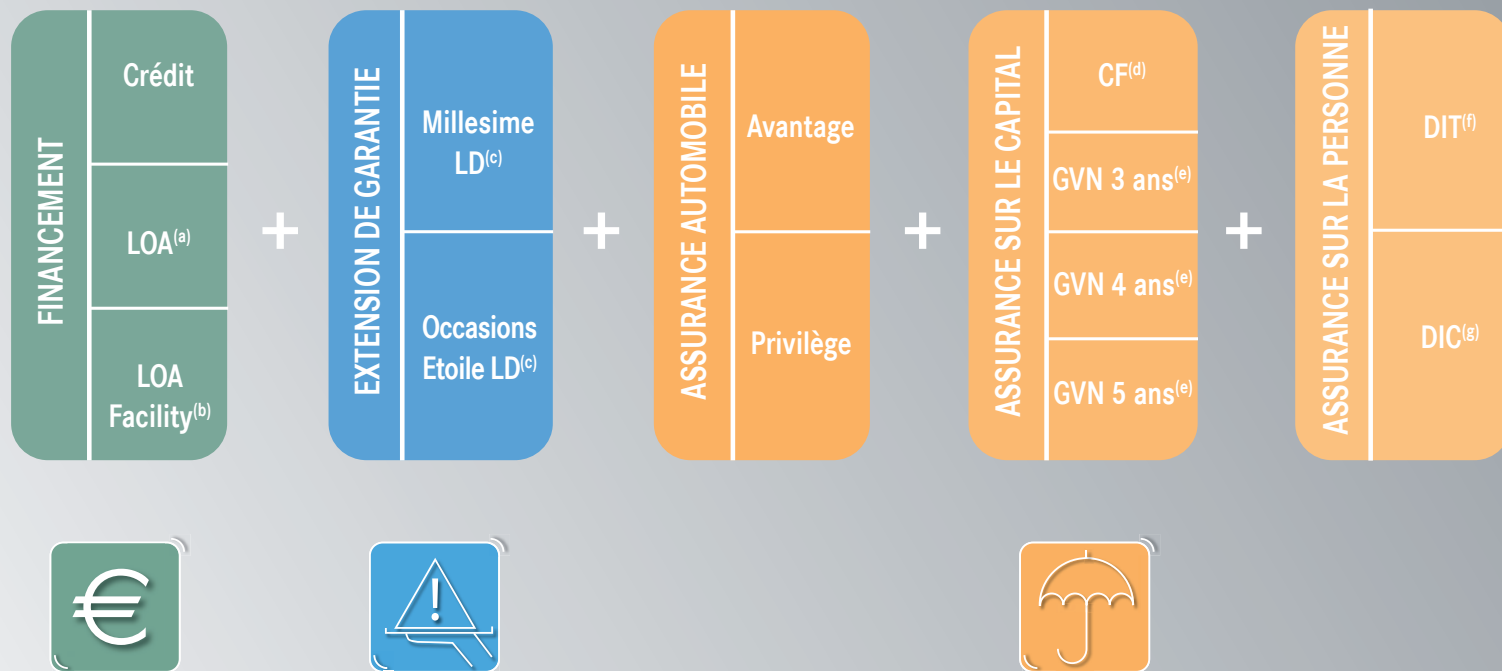 FINANCEMENT
Crédit
LOA(a)
LOA
Facility(b)
+
EXTENSION DE GARANTIE
Millesime
LD(c)
Occasions
Etoile LD(c)
+
ASSURANCE AUTOMOBILE
Avantage
Privilège
+
ASSURANCE SUR LE CAPITAL
CF(d)
GVN 3 ans(e)
GVN 4 ans(e)
GVN 5 ans(e)
+
ASSURANCE SUR LA PERSONNE
DIT(f)
DIC(g)
€
!